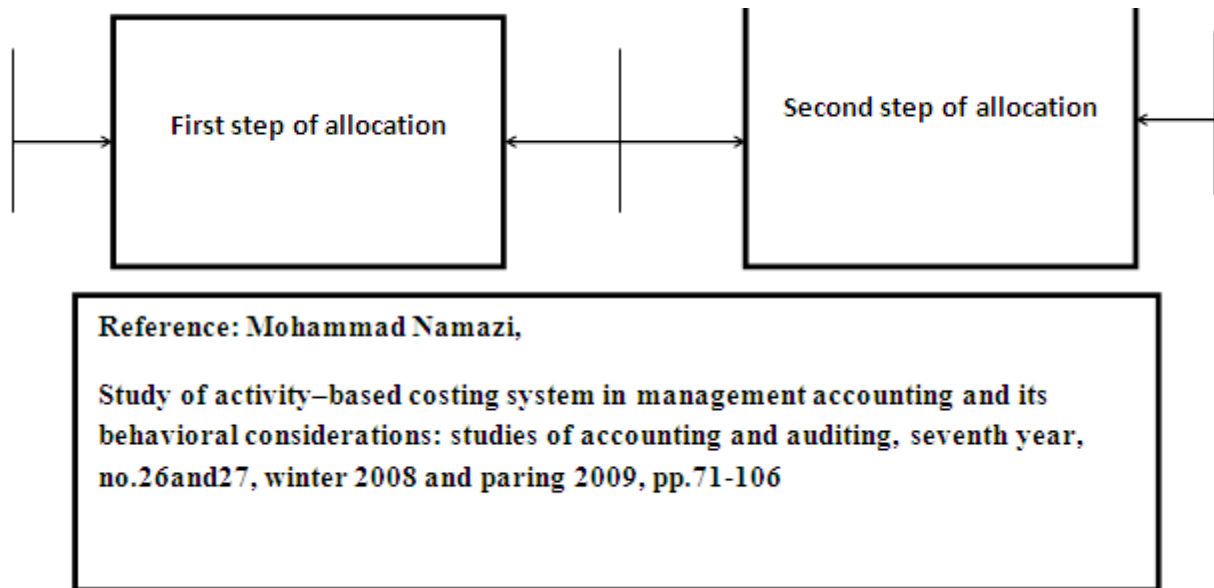 First step of allocation
Second step of allocation
Reference: Mohammad Namazi,
Study of activity–based costing system in management accounting and its
behavioral considerations: studies of accounting and auditing, seventh year,
no.26and27, winter 2008 and paring 2009, pp.71-106